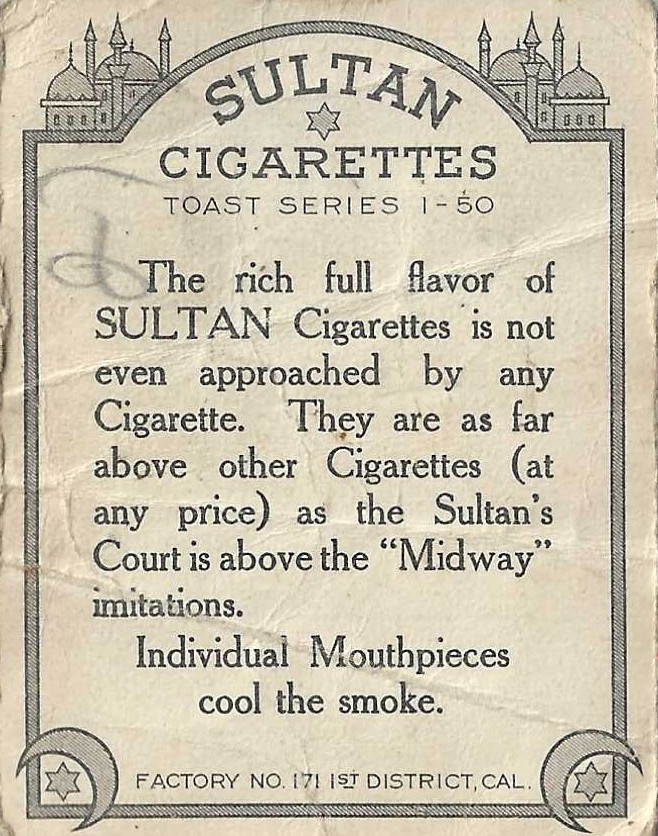 SULTAN
CIGARETTES
TOAST SERIES 1-50
The rich full flavor of
SULTAN Cigarettes is not
even approached by any
Cigarette. They are as far
above other Cigarettes (at
any price) as the Sultan's
Court is above the "Midway"
imitations.
Individual Mouthpieces
cool the smoke.
FACTORY NO. 171 1ST DISTRICT, CAL.